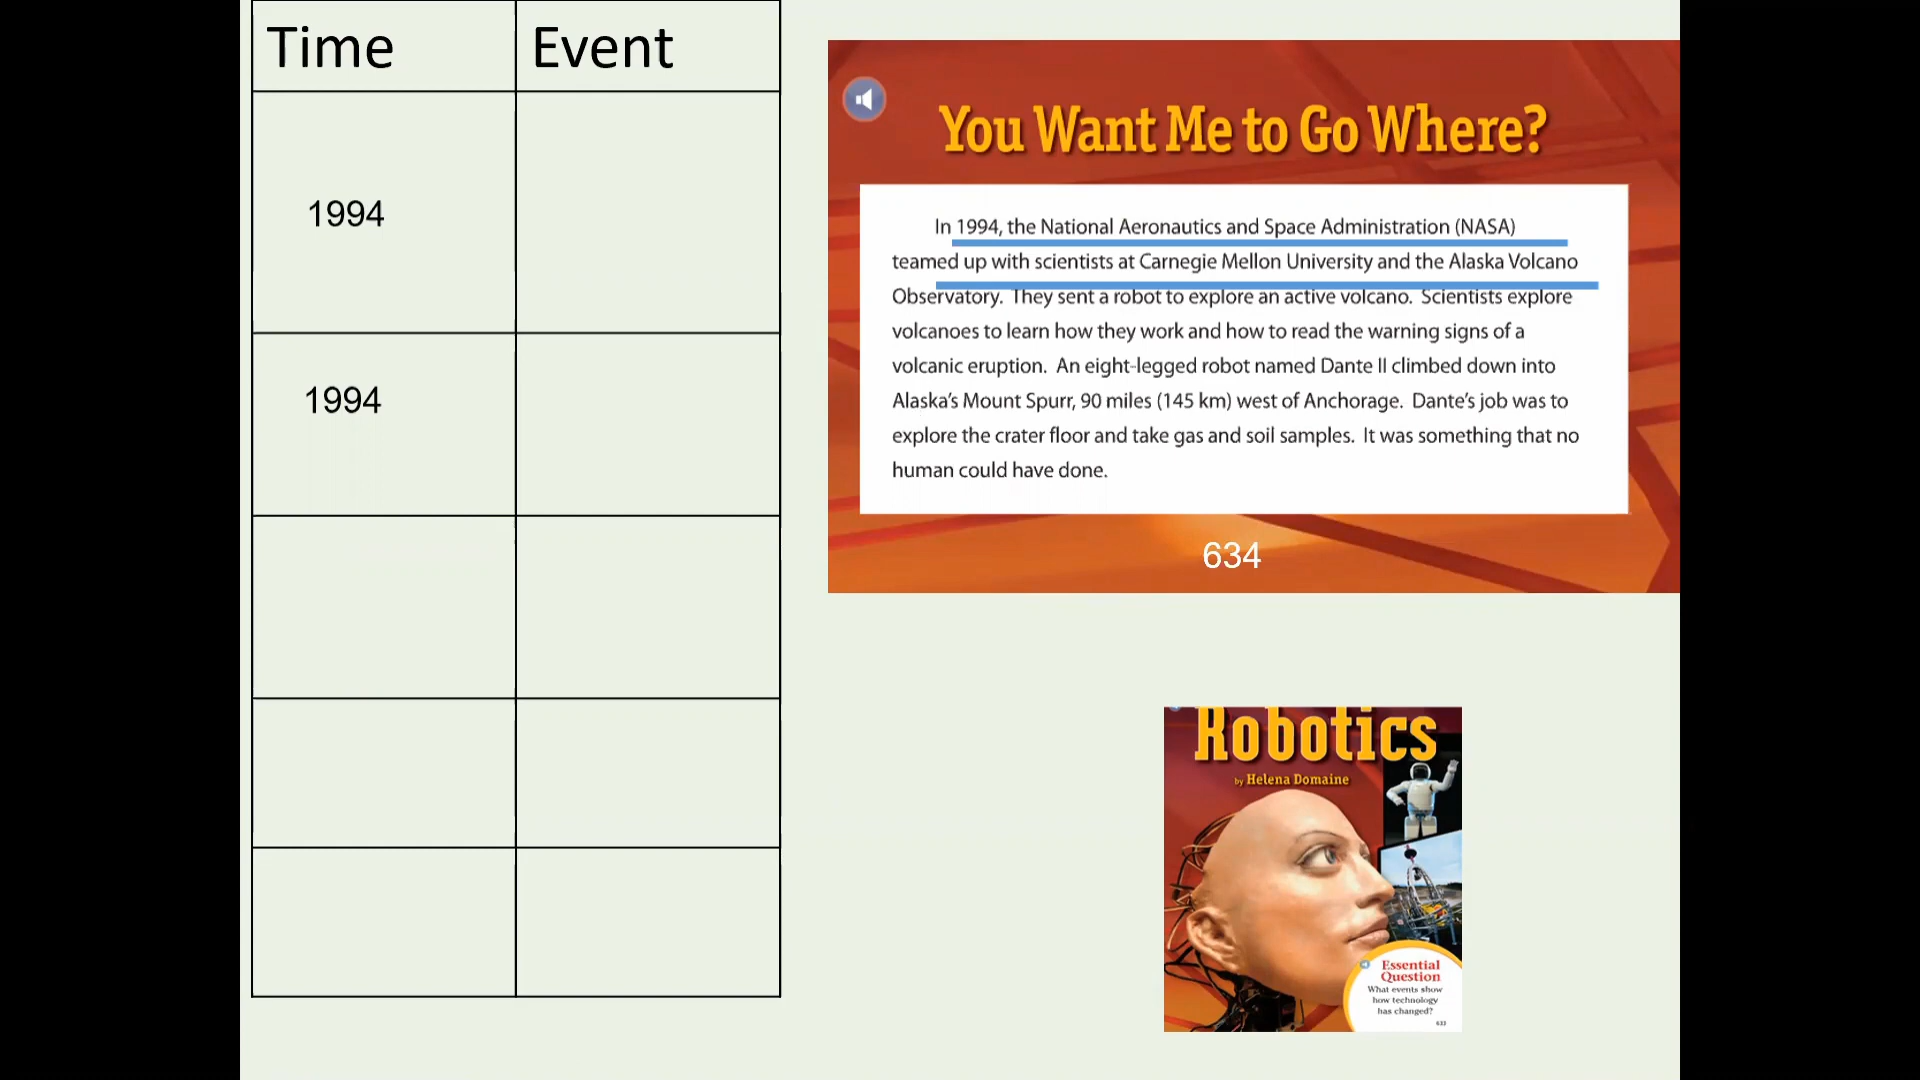 Time
Event
1994
1994
You Want Me to Go Where?
In 1994, the National Aeronautics and Space Administration (NASA)
teamed up with scientists at Carnegie Mellon University and the Alaska Volcano
Observatory. They sent a robot to explore an active volcano. Scientists explore
volcanoes to learn how they work and how to read the warning signs of a
volcanic eruption. An eight-legged robot named Dante II climbed down into
Alaska's Mount Spurr, 90 miles (145 km) west of Anchorage. Dante's job was to
explore the crater floor and take gas and soil samples. It was something that no
human could have done.
634
Robotics
by Helena Domaine
Essential
Question
What events show
how technology
has changed?
633